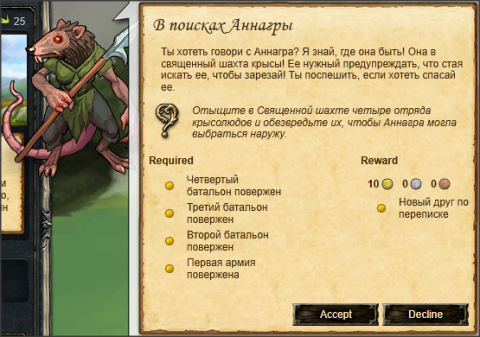 25
В поисках Аннагры
Ты хотеть говори с Аннагра? Я знай, где она быть! Она в
священный шахта крысы! Ее нужный предупреждать, что стая
искать ее, чтобы зарезай! Ты поспешить, если хотеть спасай
ее.
Отыщите в Священной шахте четыре отряда
крысолюдов и обезвредьте их, чтобы Аннагра могла
выбраться наружу.
Required
Reward
Четвертый
батальон повержен
Третий батальон
повержен
Второй батальон
повержен
Первая армия
повержена
10 0 0
Новый друг по
переписке
Accept
Decline